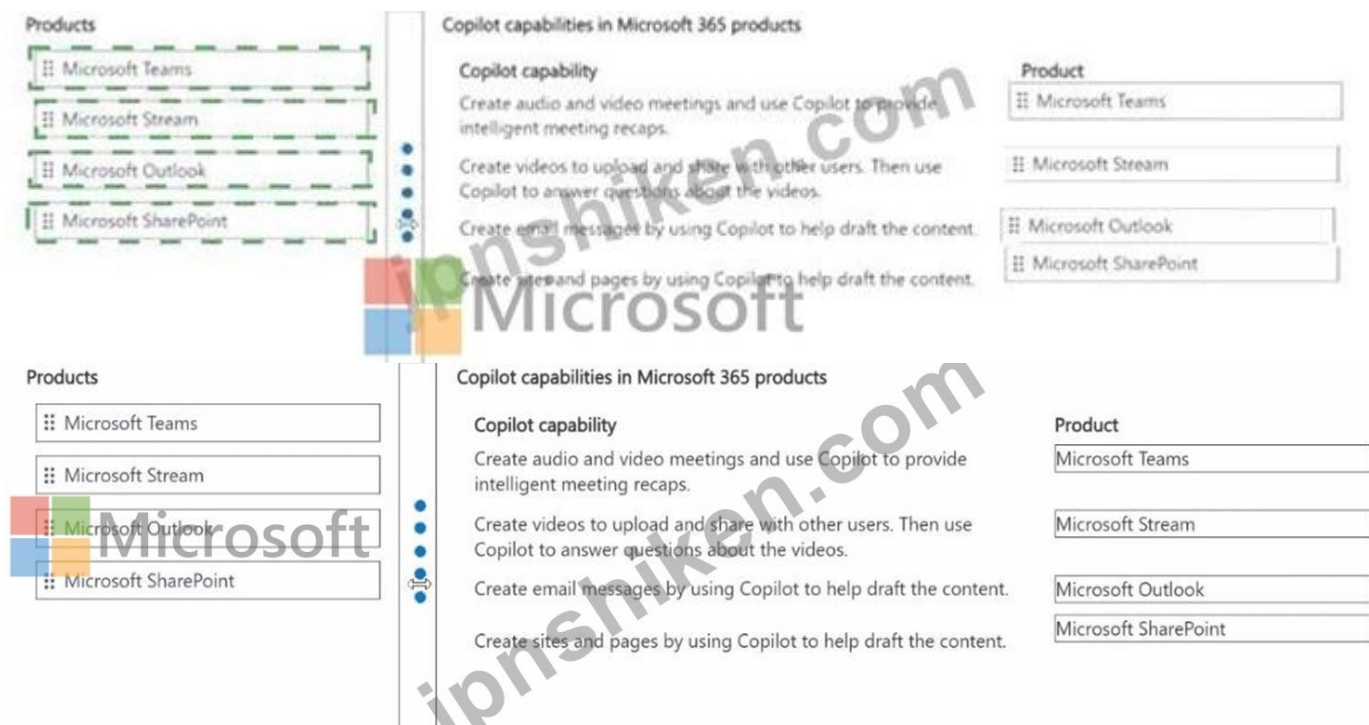 Products
Copilot capabilities in Microsoft 365 products
Microsoft Teams
Microsoft Stream
Microsoft Outlook
Microsoft SharePoint
Copilot capability
Product
Create audio and video meetings and use Copilot to provide
intelligent meeting recaps.
Microsoft Teams
Create videos to upload and share with other users. Then use
Copilot to answer questions about the videos.
Microsoft Stream
Create email messages by using Copilot to help draft the content
Microsoft Outlook
Create sites and pages by using Copilot to help draft the content.
Microsoft SharePoint
jpnshiken.com
Microsoft
Products
Copilot capabilities in Microsoft 365 products
Microsoft Teams
Microsoft Stream
Microsoft Outlook
Microsoft SharePoint
Microsoft
Copilot capability
Product
Create audio and video meetings and use Copilot to provide
intelligent meeting recaps.
Microsoft Teams
Create videos to upload and share with other users. Then use
Copilot to answer questions about the videos.
Microsoft Stream
Create email messages by using Copilot to help draft the content.
Microsoft Outlook
Create sites and pages by using Copilot to help draft the content.
Microsoft SharePoint
jpnshiken.com